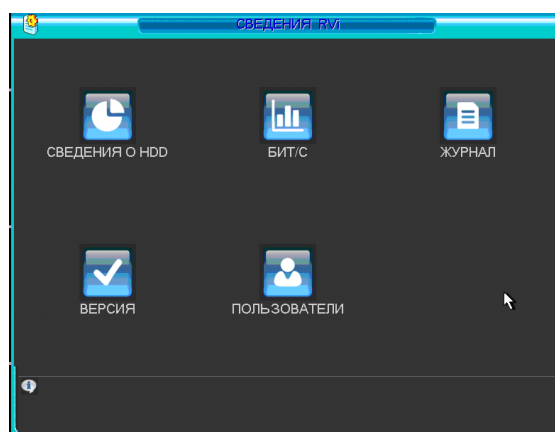 СВЕДЕНИЯ RVi
СВЕДЕНИЯ О HDD
БИТ/С
ЖУРНАЛ
ВЕРСИЯ
ПОЛЬЗОВАТЕЛИ